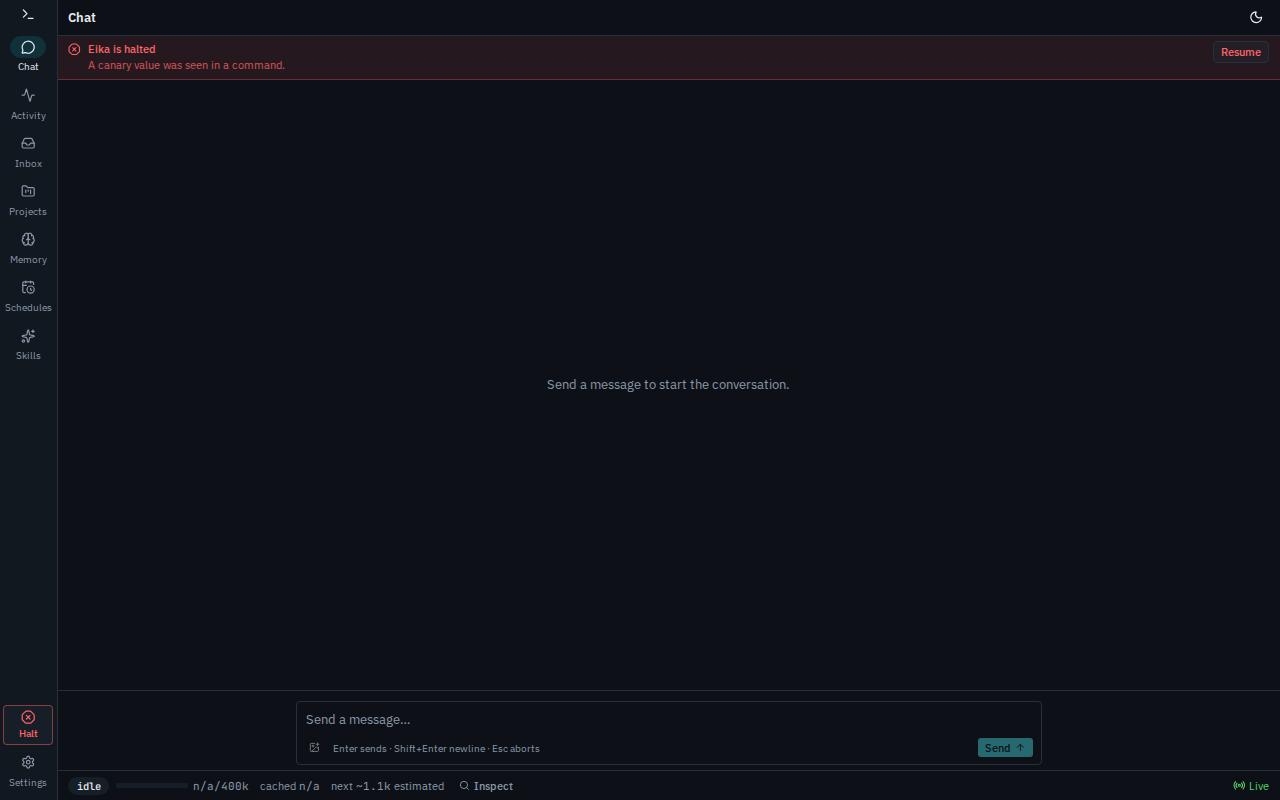 Chat
Eika is halted
A canary value was seen in a command.
Resume
Chat
Activity
Inbox
Projects
Memory
Schedules
Skills
Send a message to start the conversation.
Send a message...
Enter sends · Shift+Enter newline · Esc aborts
Send
Halt
Settings
idle n/a/400k cached n/a next ~1.1k estimated Inspect Live